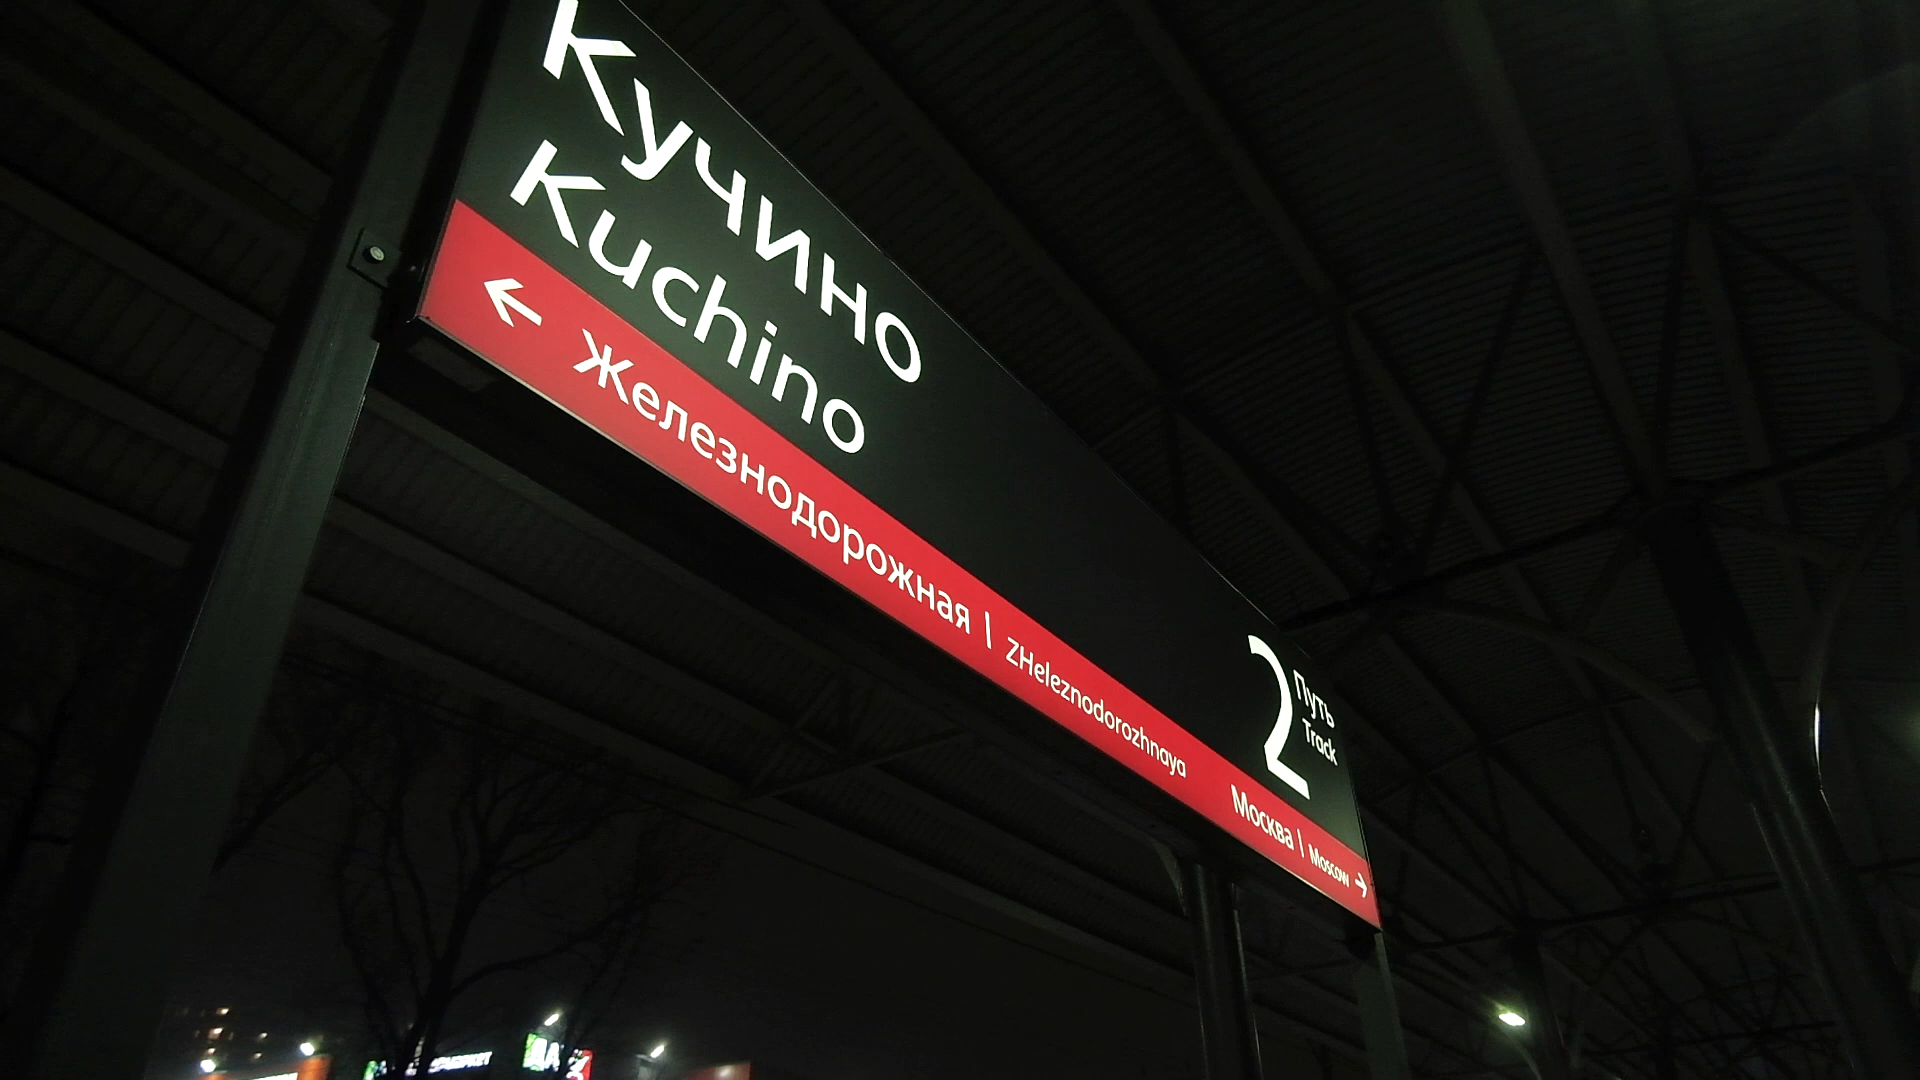 Кучино
Kuchino
2 Путь
Track
← Железнодорожная | ZHeleznodorozhnaya Москва | Moscow →